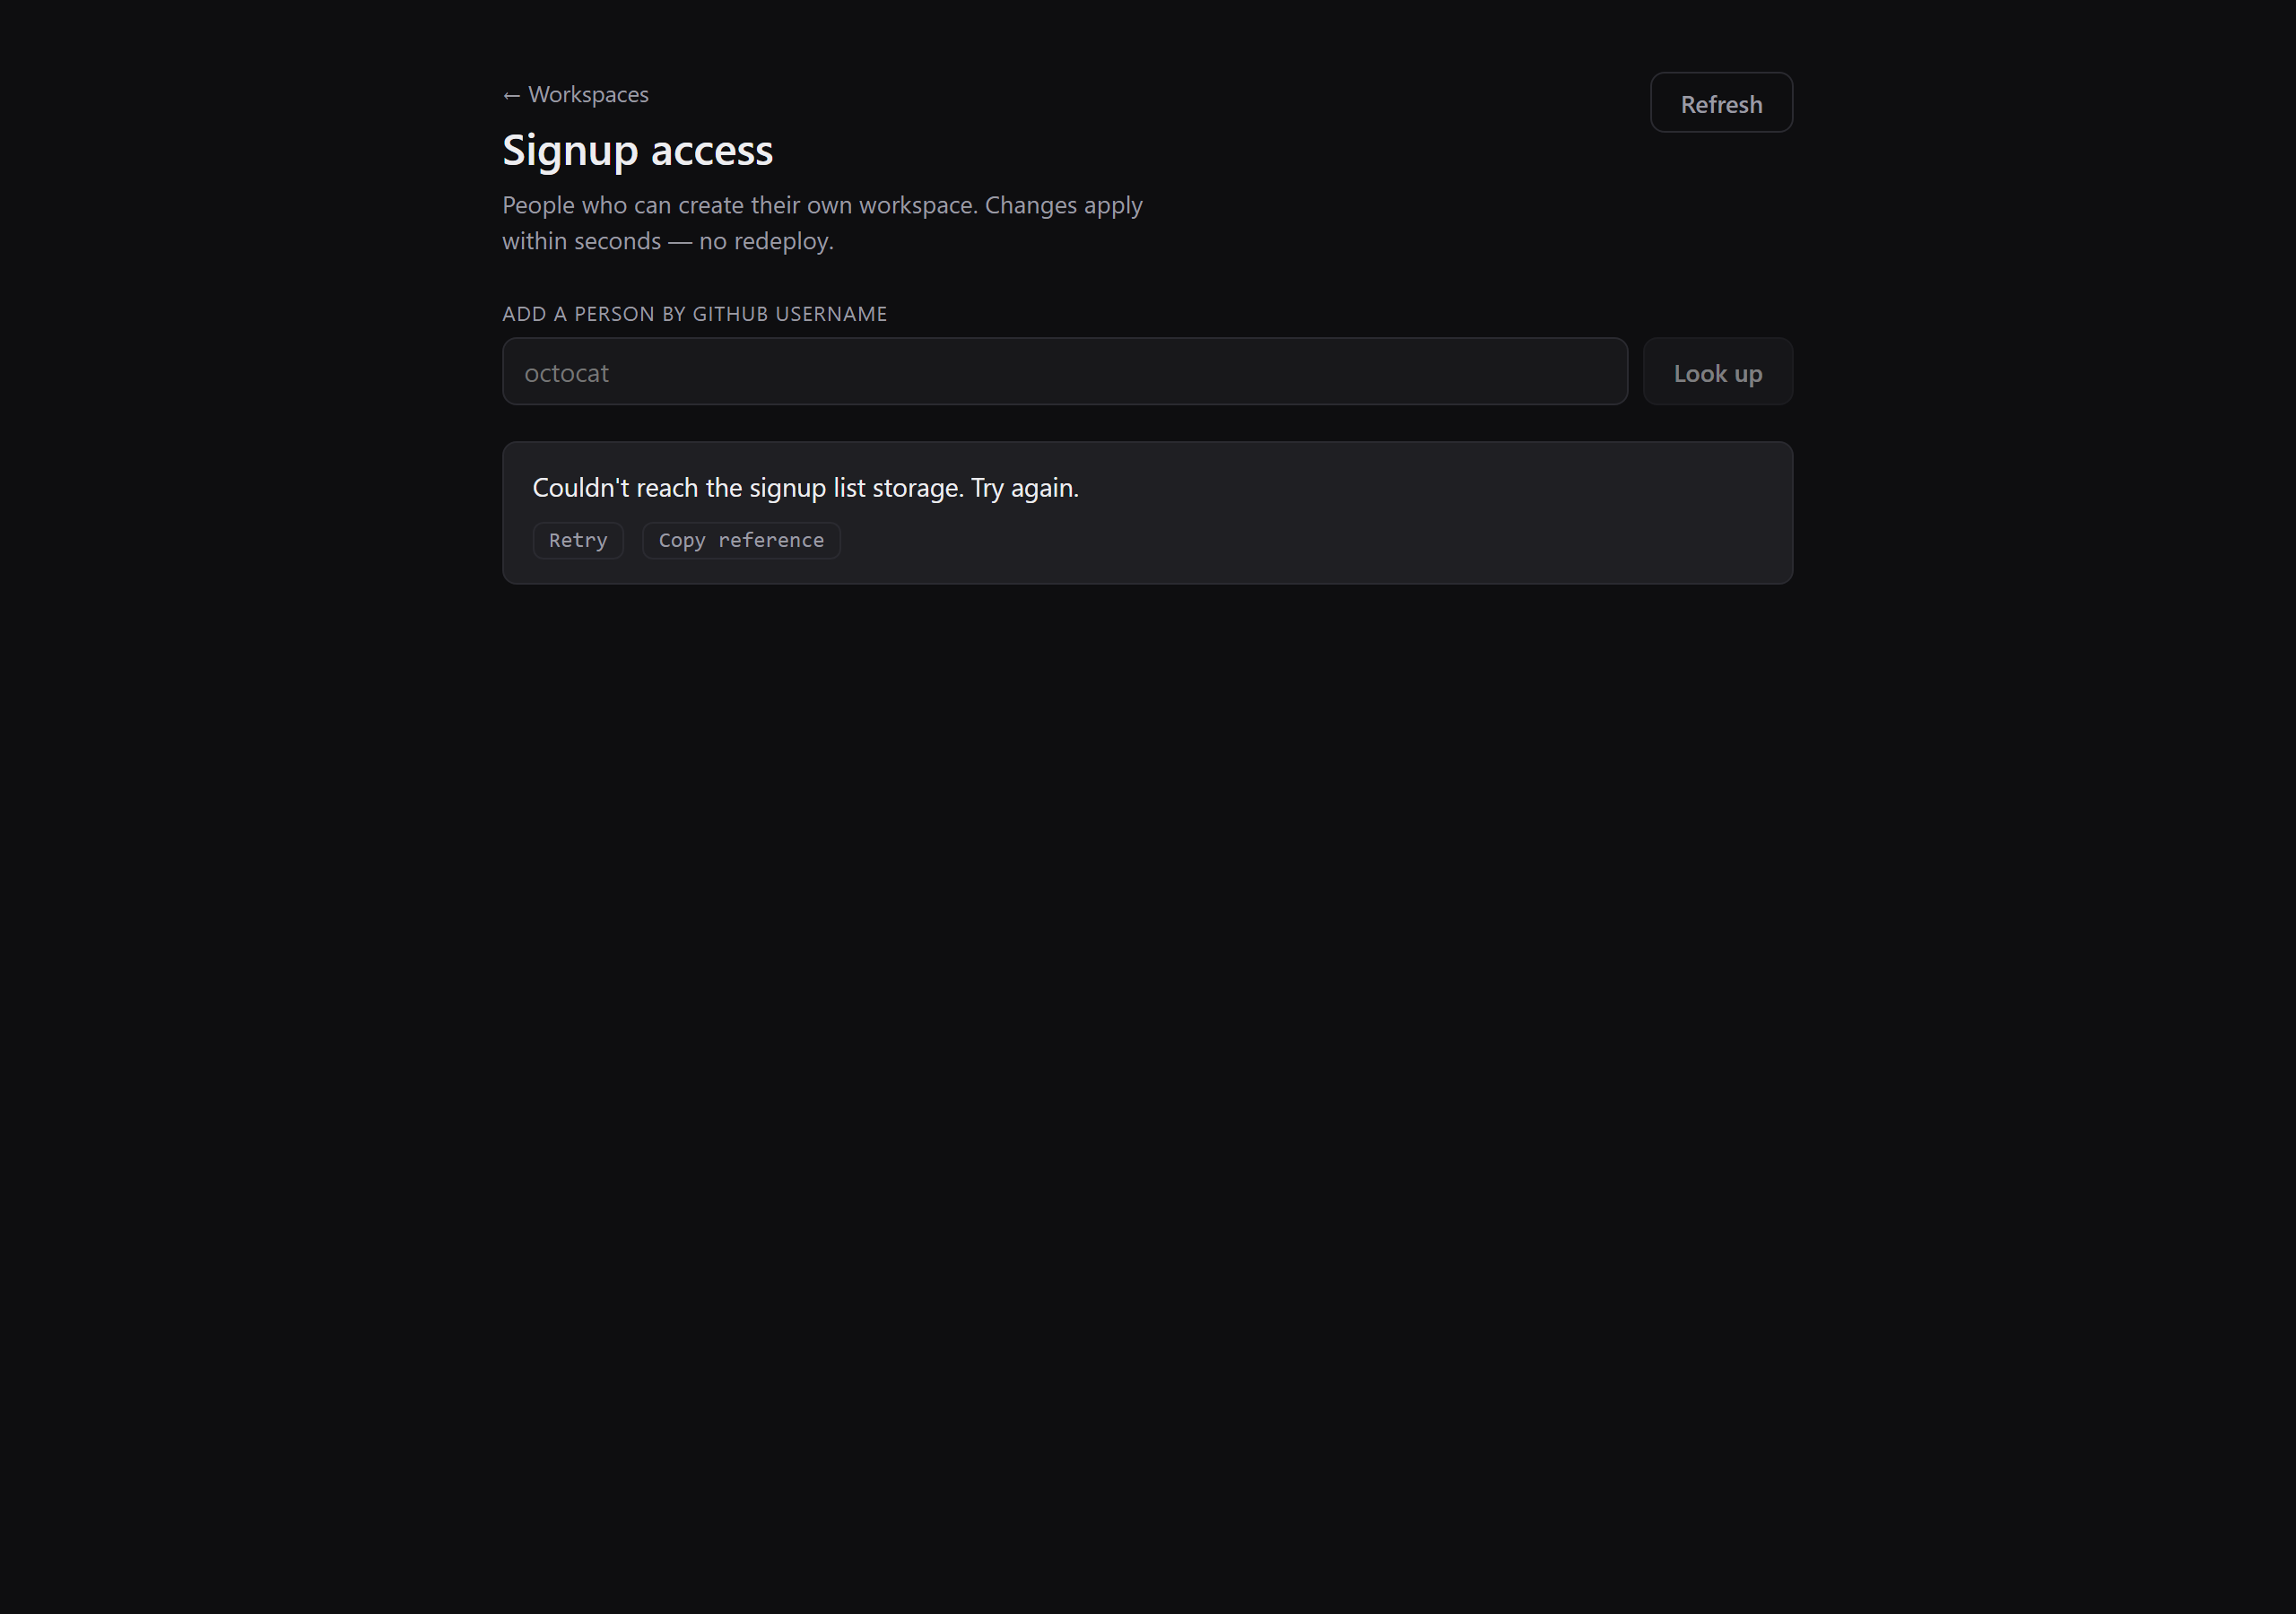 ← Workspaces
Refresh
Signup access
People who can create their own workspace. Changes apply
within seconds — no redeploy.
ADD A PERSON BY GITHUB USERNAME
octocat
Look up
Couldn't reach the signup list storage. Try again.
Retry
Copy reference